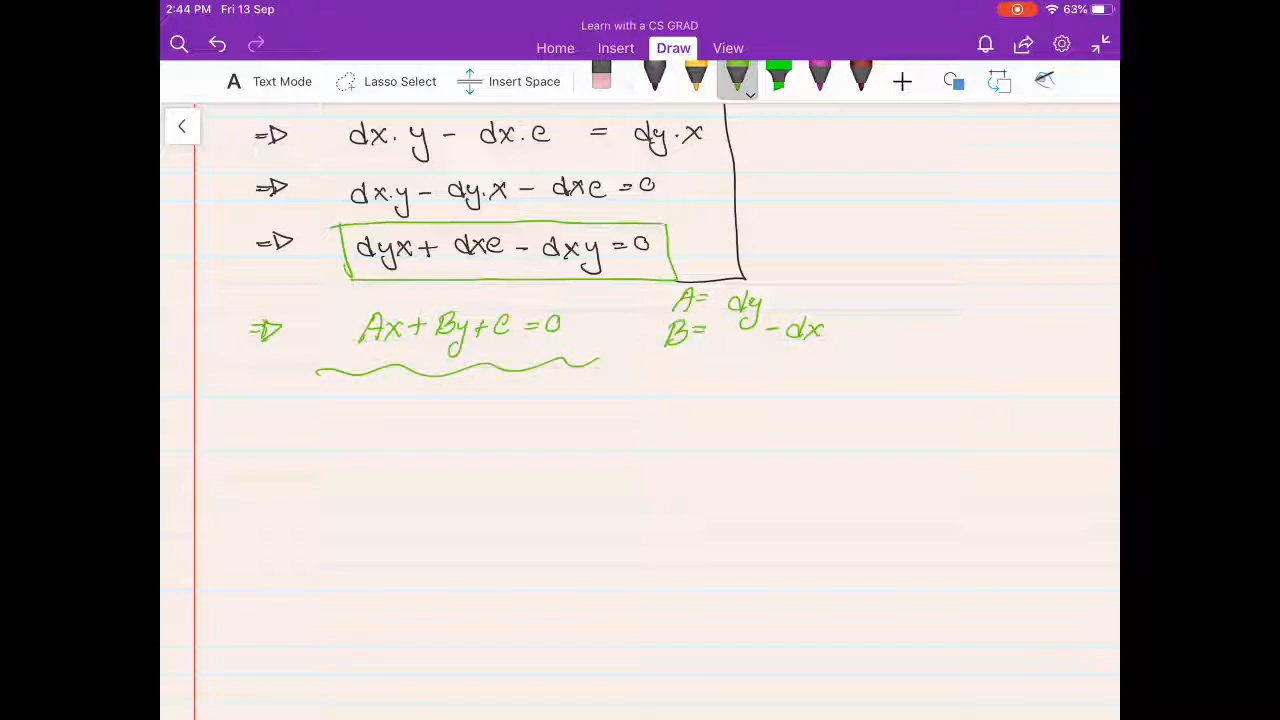 2:44 PM Fri 13 Sep 63%
Learn with a CS GRAD
Home Insert Draw View
A Text Mode Lasso Select Insert Space
=> dx.y - dx.c = dy.x
=> dx.y - dy.x - dxc = 0
=> dyx + dxc - dxy = 0
A = dy
=> Ax + By + C = 0
B = - dx